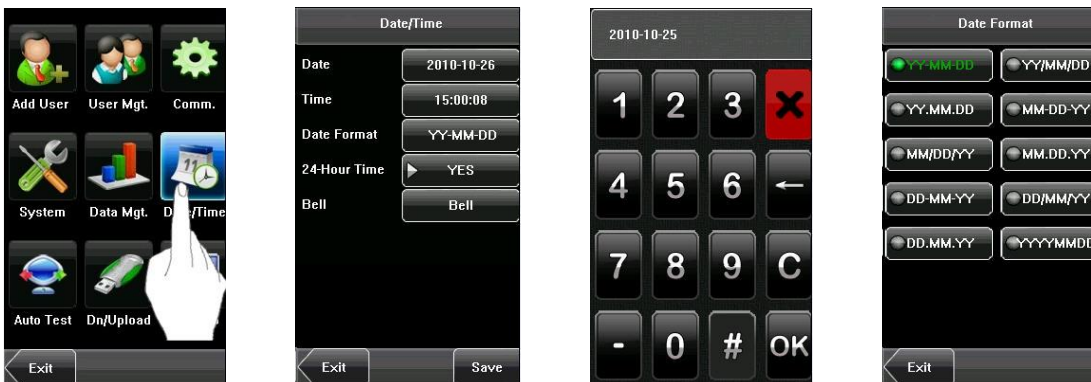 Add User User Mgt. Comm.
System Data Mgt.
Auto Test Dn/Upload
Exit
Date/Time
Date 2010-10-26
Time 15:00:08
Date Format YY-MM-DD
24-Hour Time YES
Bell Bell
Exit Save
2010-10-25
1 2 3
4 5 6
7 8 9 C
- 0 # OK
Date Format
YY-MM-DD YY/MM/DD
YY.MM.DD MM-DD-YY
MM/DD/YY MM.DD.YY
DD-MM-YY DD/MM/YY
DD.MM.YY YYYYMMDD
Exit